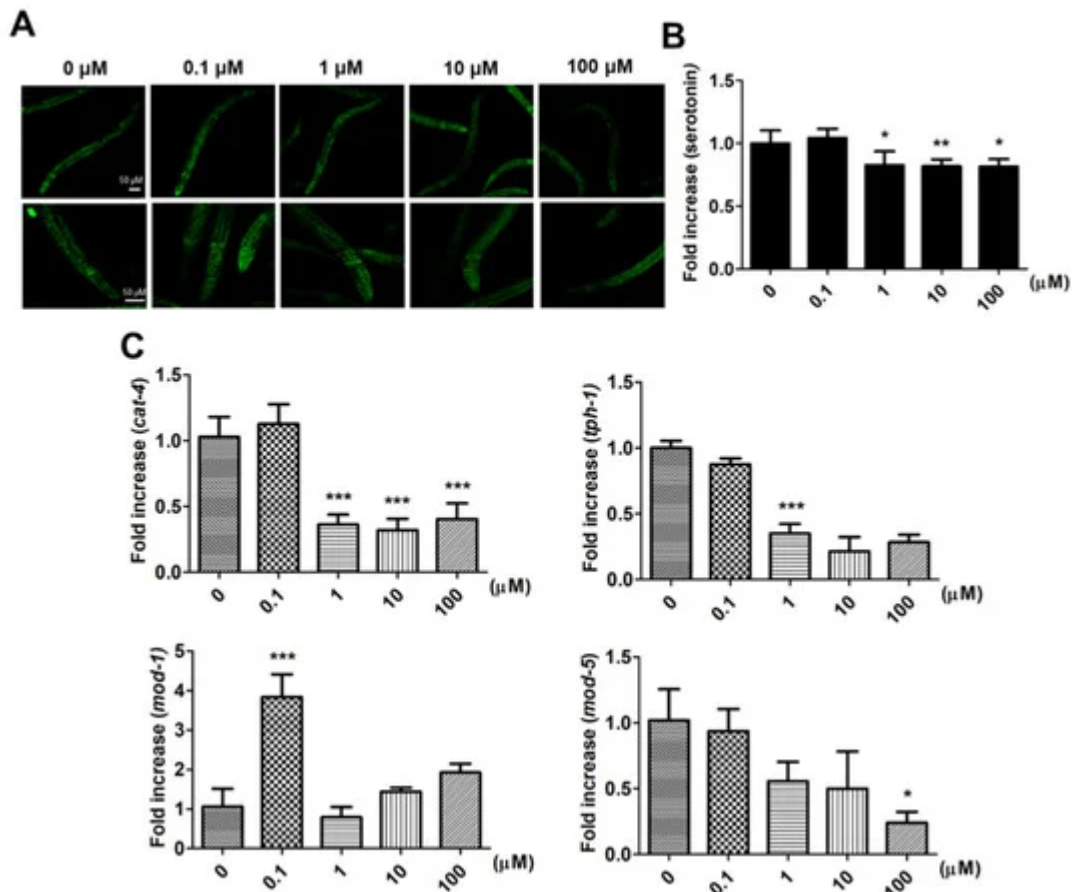 A
0 μM 0.1 μM 1 μM 10 μM 100 μM
50 μM
50 μM
B
Fold increase (serotonin)
1.5
1.0
0.5
0.0
* ** *
0 0.1 1 10 100 (μM)
C
Fold increase (cat-4)
1.5
1.0
0.5
0.0
*** *** ***
0 0.1 1 10 100 (μM)
Fold increase (tph-1)
1.5
1.0
0.5
0.0
***
0 0.1 1 10 100 (μM)
Fold increase (mod-1)
5
4
3
2
1
0
***
0 0.1 1 10 100 (μM)
Fold increase (mod-5)
1.5
1.0
0.5
0.0
*
0 0.1 1 10 100 (μM)